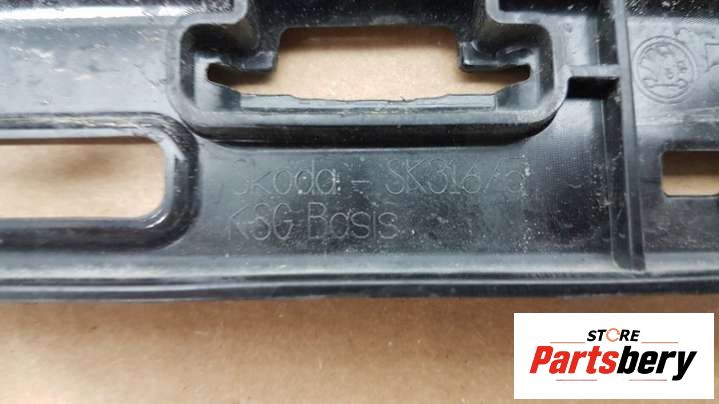 Skoda - SK316/5
KSG Basis
STORE
Partsbery